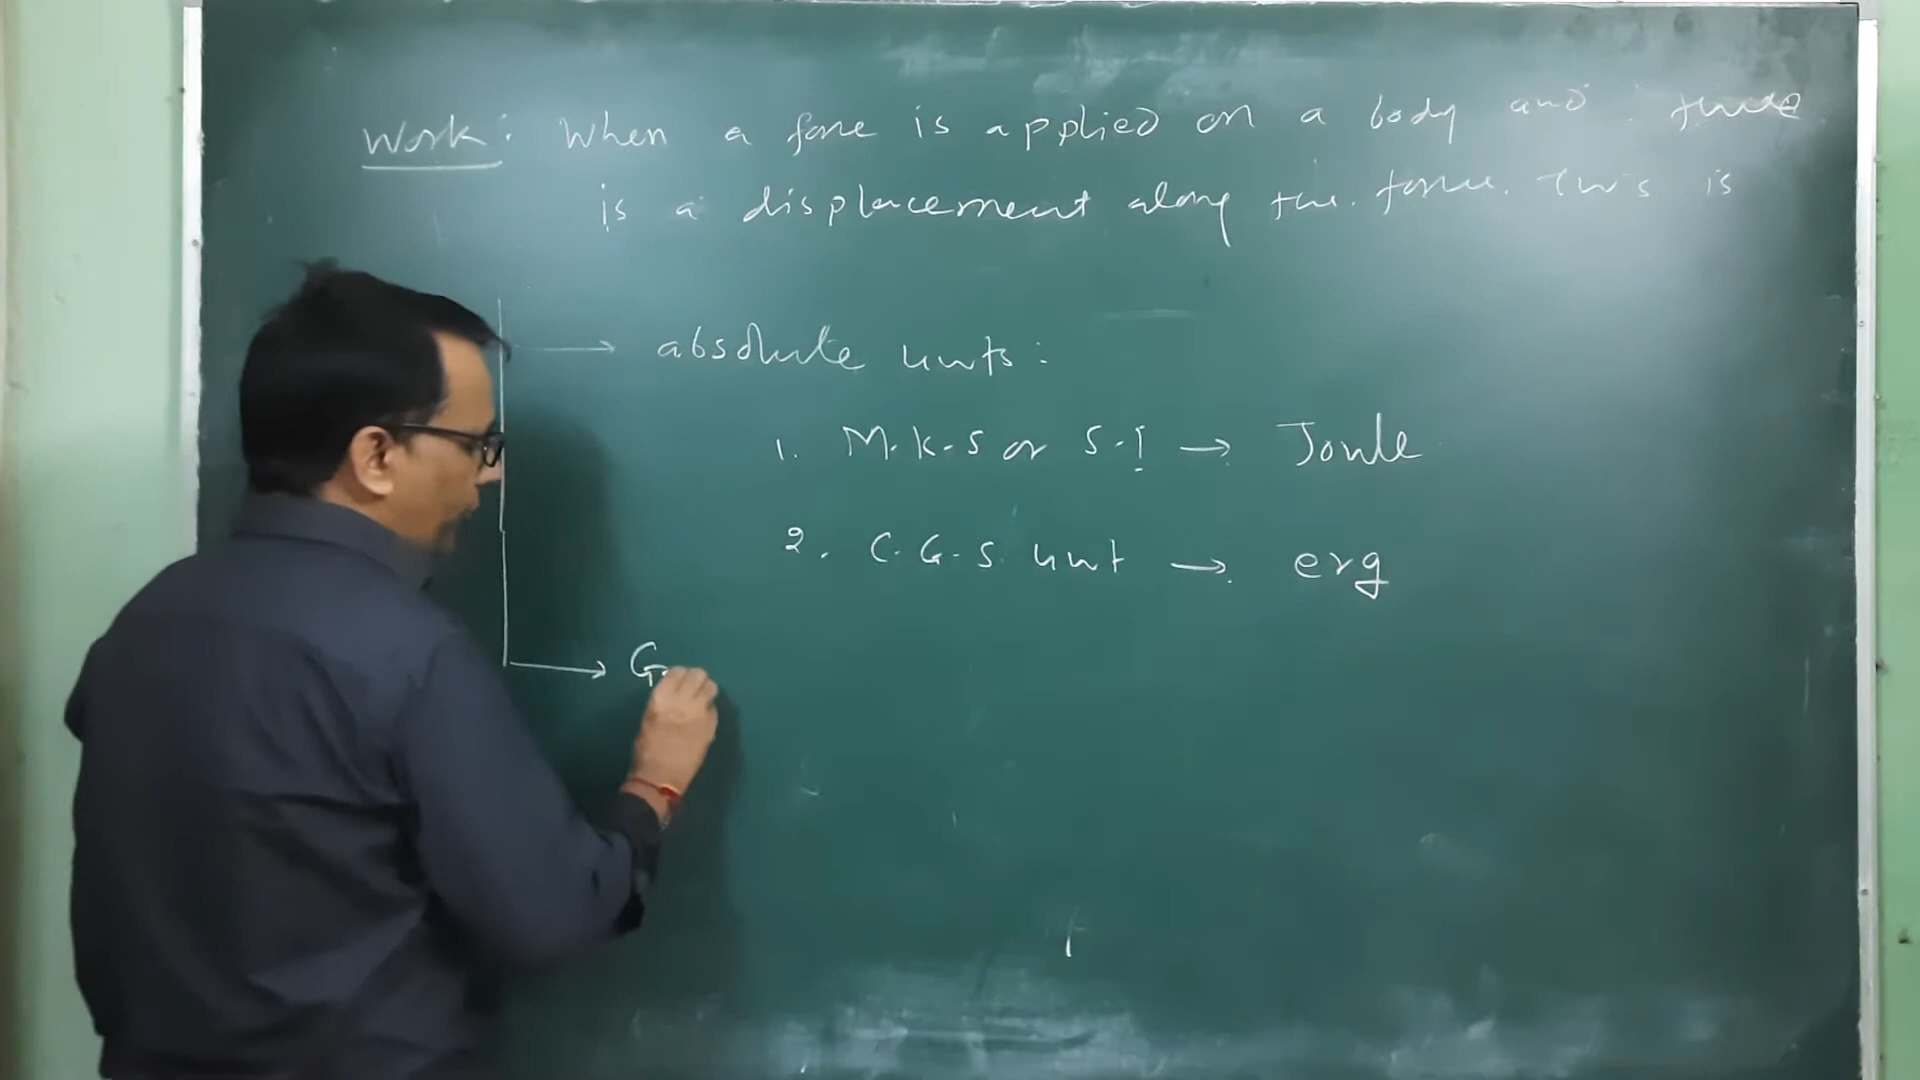 Work: When a force is applied on a body and there
is a displacement along the force. This is
→ absolute units:
1. M.K.S or S.I → Joule
2. C.G.S. unit → erg
→ G